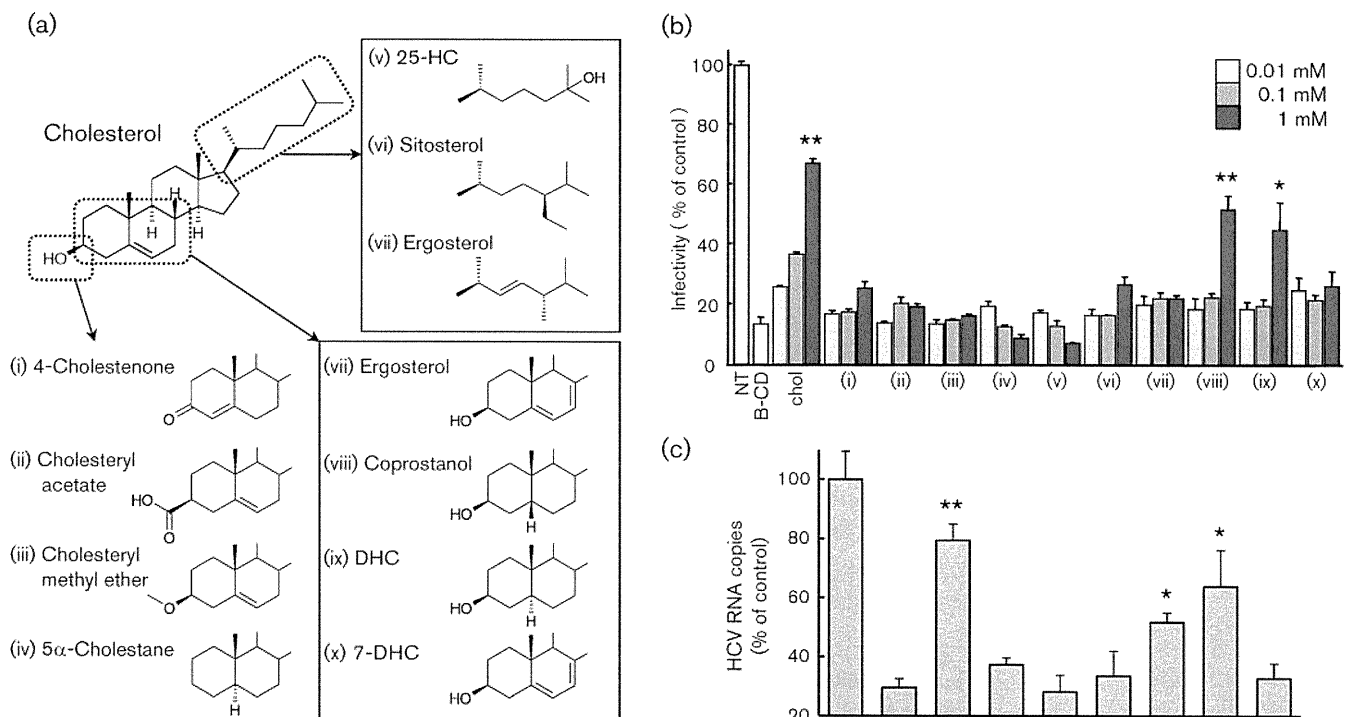 (a)
Cholesterol
HO
(v) 25-HC
OH
(vi) Sitosterol
(vii) Ergosterol
(i) 4-Cholestenone
O
(ii) Cholesteryl
acetate
HO
O
(iii) Cholesteryl
methyl ether
O
(iv) 5α-Cholestane
H
(vii) Ergosterol
HO
(viii) Coprostanol
HO
H
(ix) DHC
HO
H
(x) 7-DHC
HO
H
H
H
(b)
Infectivity (% of control)
100
80
60
40
20
0
**
**
*
0.01 mM
0.1 mM
1 mM
NT
B-CD
chol
(i)
(ii)
(iii)
(iv)
(v)
(vi)
(vii)
(viii)
(ix)
(x)
(c)
HCV RNA copies
(% of control)
100
80
60
40
20
**
*
*